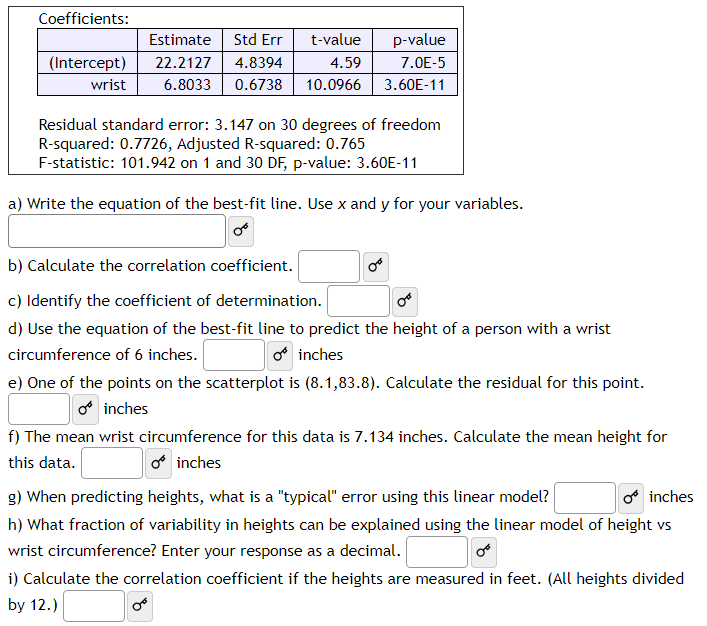 Coefficients:
Estimate Std Err t-value p-value
(Intercept) 22.2127 4.8394 4.59 7.0E-5
wrist 6.8033 0.6738 10.0966 3.60E-11
Residual standard error: 3.147 on 30 degrees of freedom
R-squared: 0.7726, Adjusted R-squared: 0.765
F-statistic: 101.942 on 1 and 30 DF, p-value: 3.60E-11
a) Write the equation of the best-fit line. Use x and y for your variables.
b) Calculate the correlation coefficient.
c) Identify the coefficient of determination.
d) Use the equation of the best-fit line to predict the height of a person with a wrist
circumference of 6 inches. inches
e) One of the points on the scatterplot is (8.1,83.8). Calculate the residual for this point.
inches
f) The mean wrist circumference for this data is 7.134 inches. Calculate the mean height for
this data. inches
g) When predicting heights, what is a "typical" error using this linear model? inches
h) What fraction of variability in heights can be explained using the linear model of height vs
wrist circumference? Enter your response as a decimal.
i) Calculate the correlation coefficient if the heights are measured in feet. (All heights divided
by 12.)